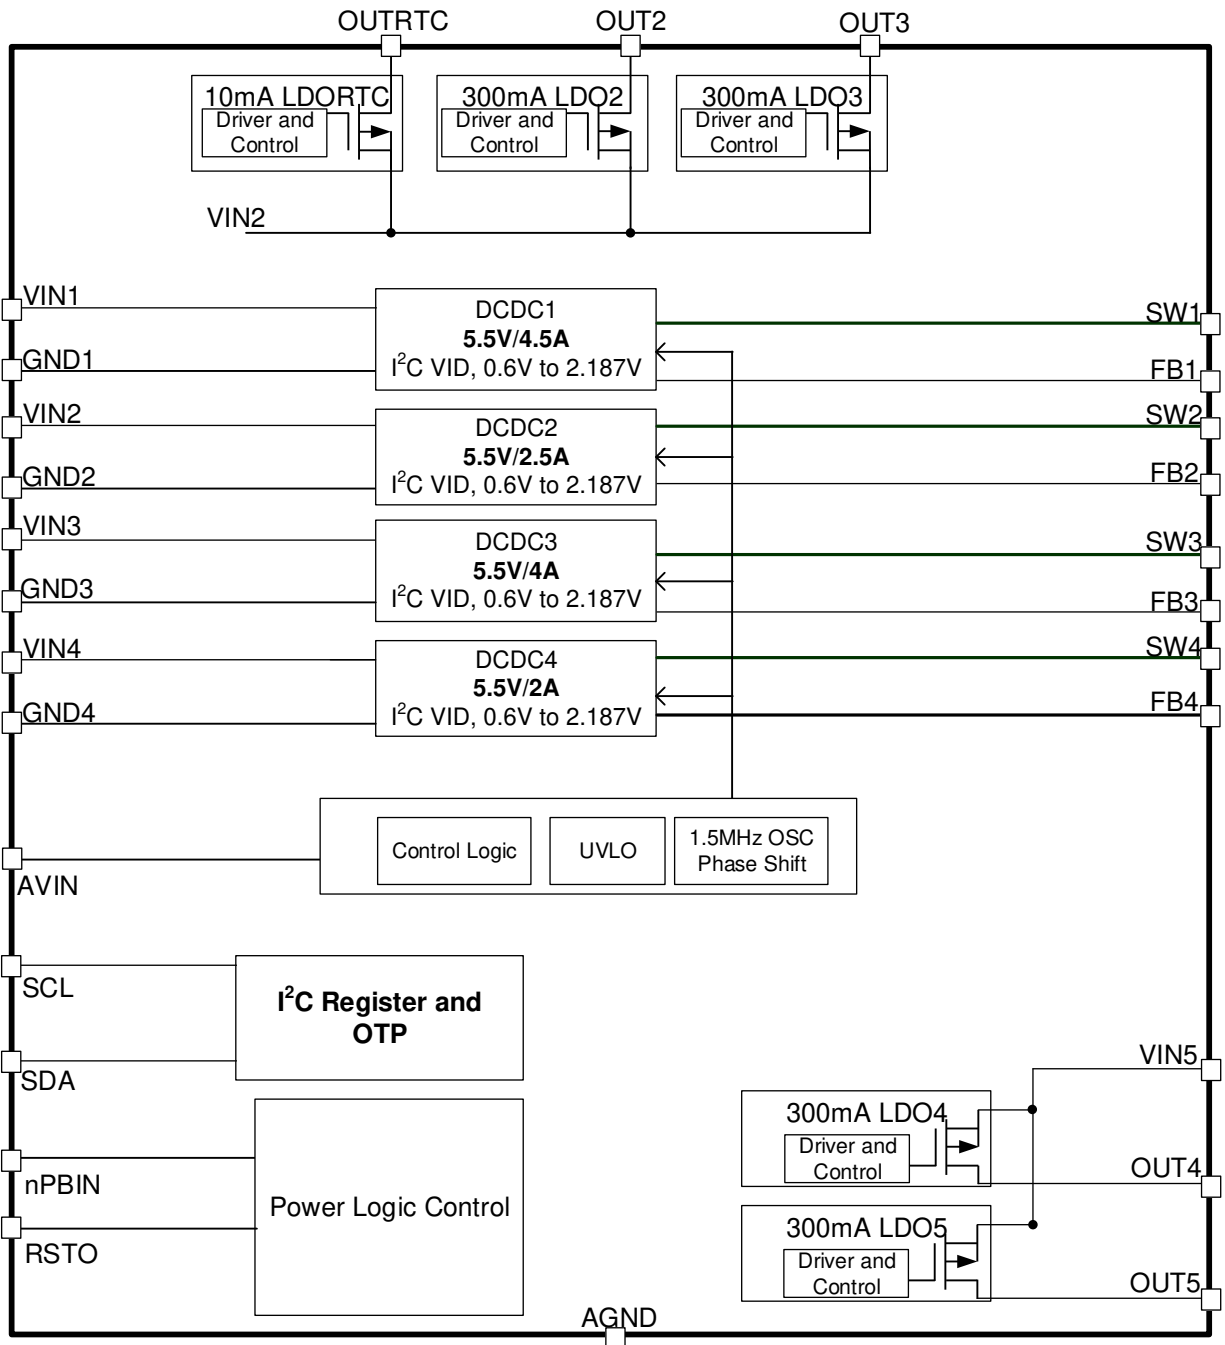 OUTRTC
OUT2
OUT3
10mA LDORTC
Driver and
Control
300mA LDO2
Driver and
Control
300mA LDO3
Driver and
Control
VIN2
VIN1
GND1
DCDC1
5.5V/4.5A
I²C VID, 0.6V to 2.187V
SW1
FB1
VIN2
GND2
DCDC2
5.5V/2.5A
I²C VID, 0.6V to 2.187V
SW2
FB2
VIN3
GND3
DCDC3
5.5V/4A
I²C VID, 0.6V to 2.187V
SW3
FB3
VIN4
GND4
DCDC4
5.5V/2A
I²C VID, 0.6V to 2.187V
SW4
FB4
AVIN
Control Logic
UVLO
1.5MHz OSC
Phase Shift
SCL
SDA
I²C Register and
OTP
nPBIN
RSTO
Power Logic Control
VIN5
300mA LDO4
Driver and
Control
OUT4
300mA LDO5
Driver and
Control
OUT5
AGND